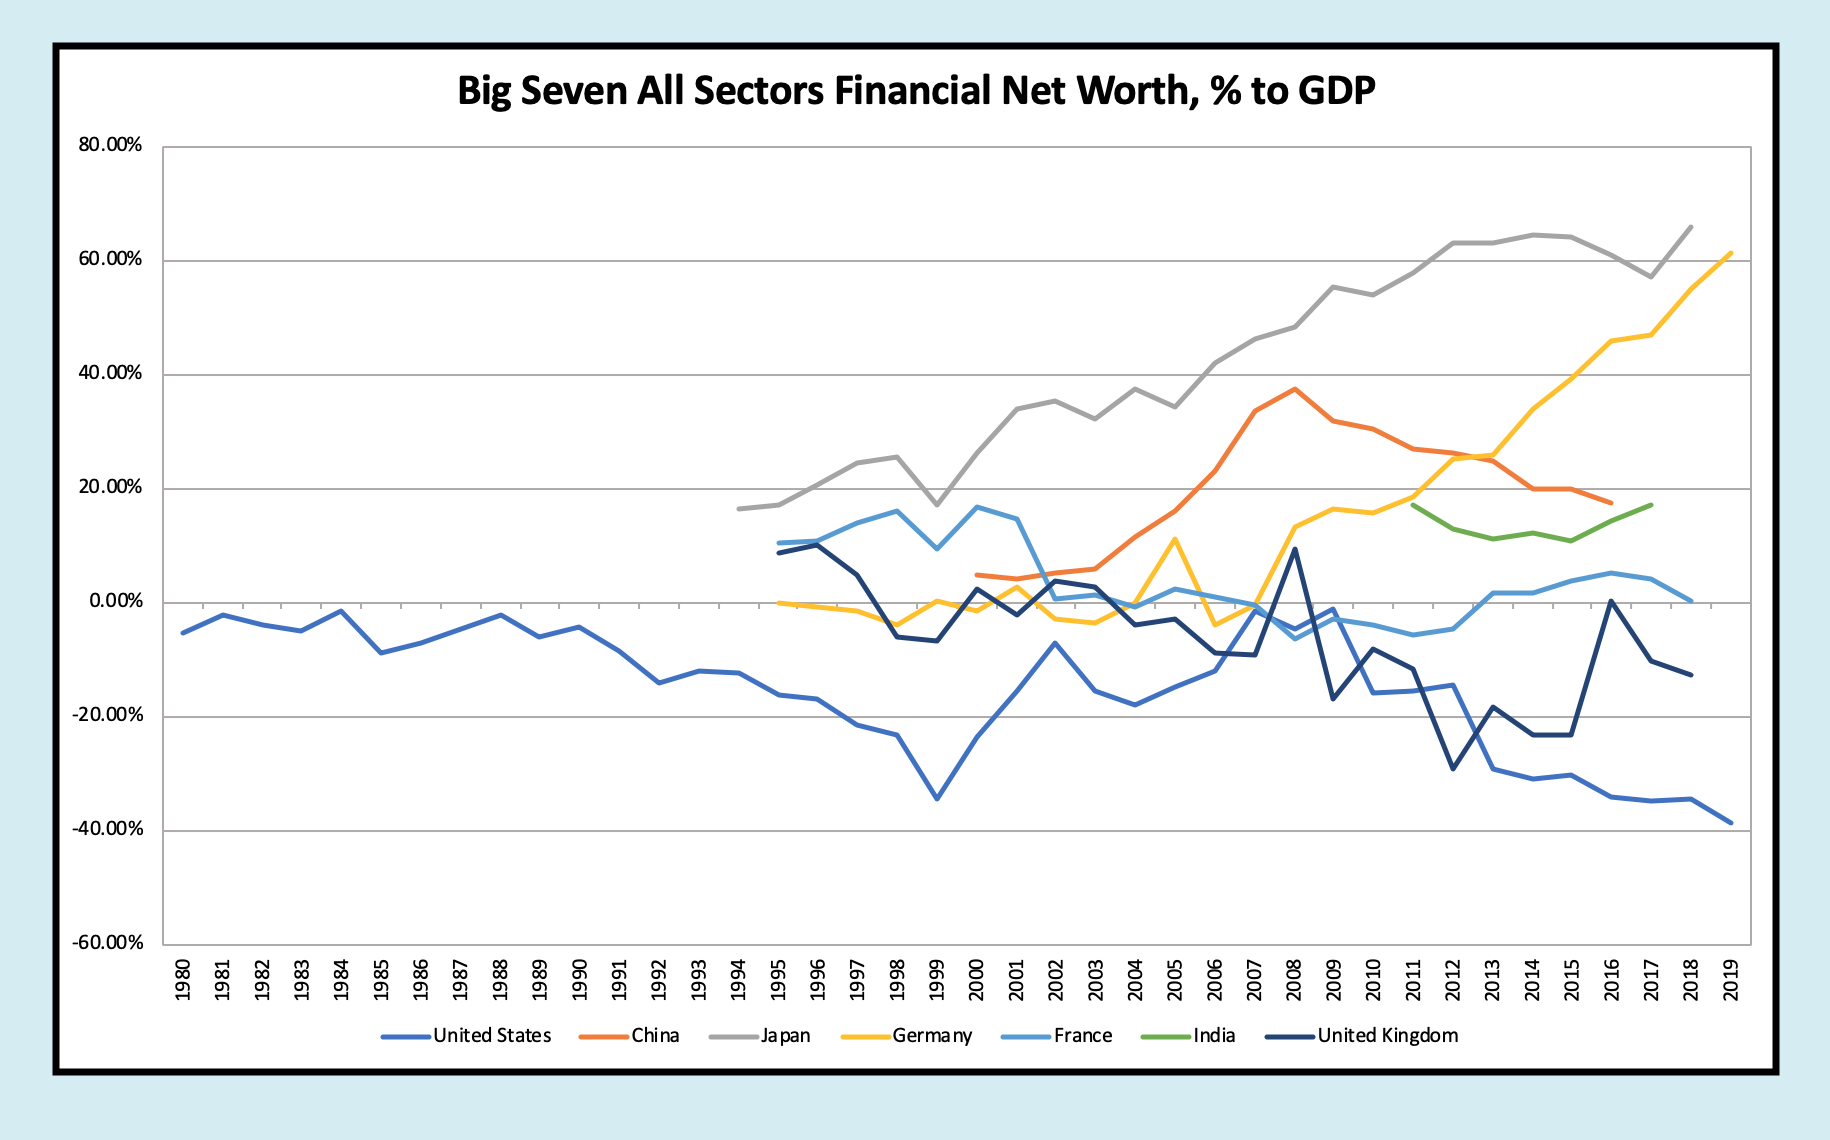 Big Seven All Sectors Financial Net Worth, % to GDP
80.00%
60.00%
40.00%
20.00%
0.00%
-20.00%
-40.00%
-60.00%
1980 1981 1982 1983 1984 1985 1986 1987 1988 1989 1990 1991 1992 1993 1994 1995 1996 1997 1998 1999 2000 2001 2002 2003 2004 2005 2006 2007 2008 2009 2010 2011 2012 2013 2014 2015 2016 2017 2018 2019
United States China Japan Germany France India United Kingdom